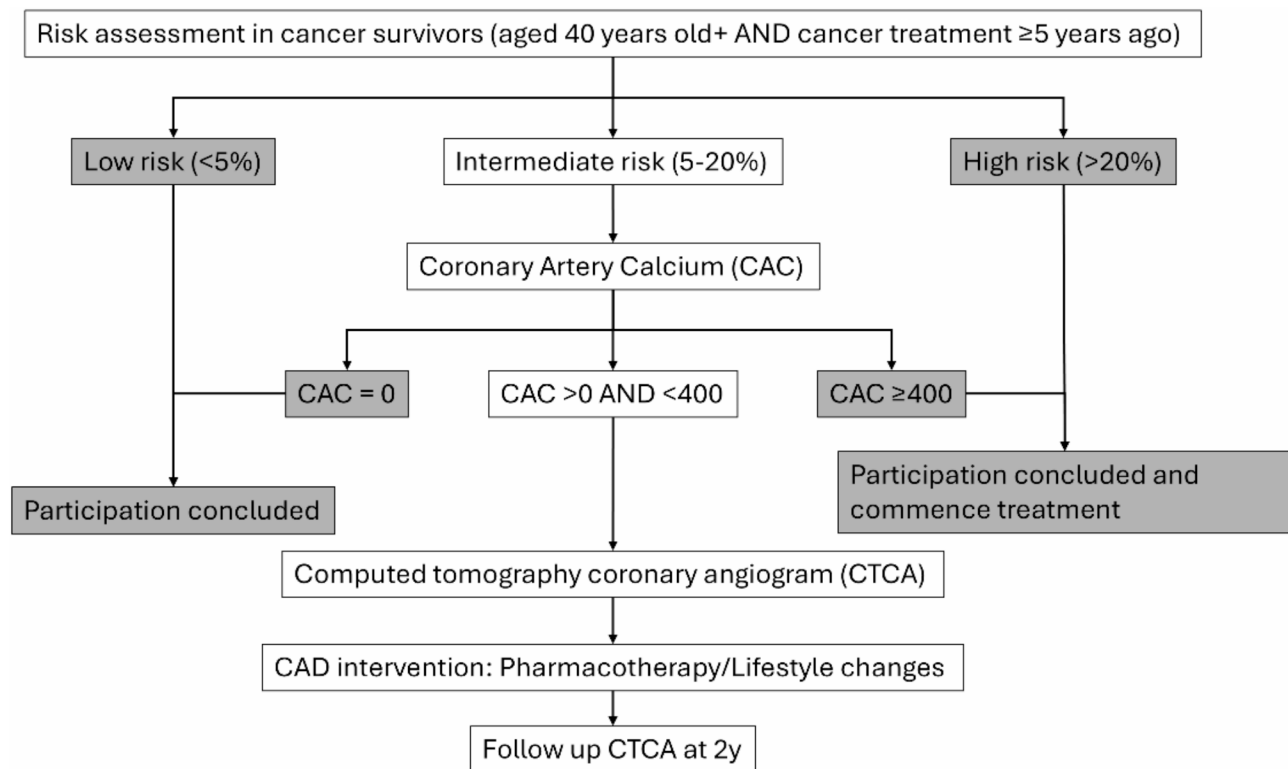 Risk assessment in cancer survivors (aged 40 years old+ AND cancer treatment ≥5 years ago)
Low risk (<5%)
Intermediate risk (5-20%)
High risk (>20%)
Coronary Artery Calcium (CAC)
CAC = 0
CAC >0 AND <400
CAC ≥400
Participation concluded
Participation concluded and
commence treatment
Computed tomography coronary angiogram (CTCA)
CAD intervention: Pharmacotherapy/Lifestyle changes
Follow up CTCA at 2y